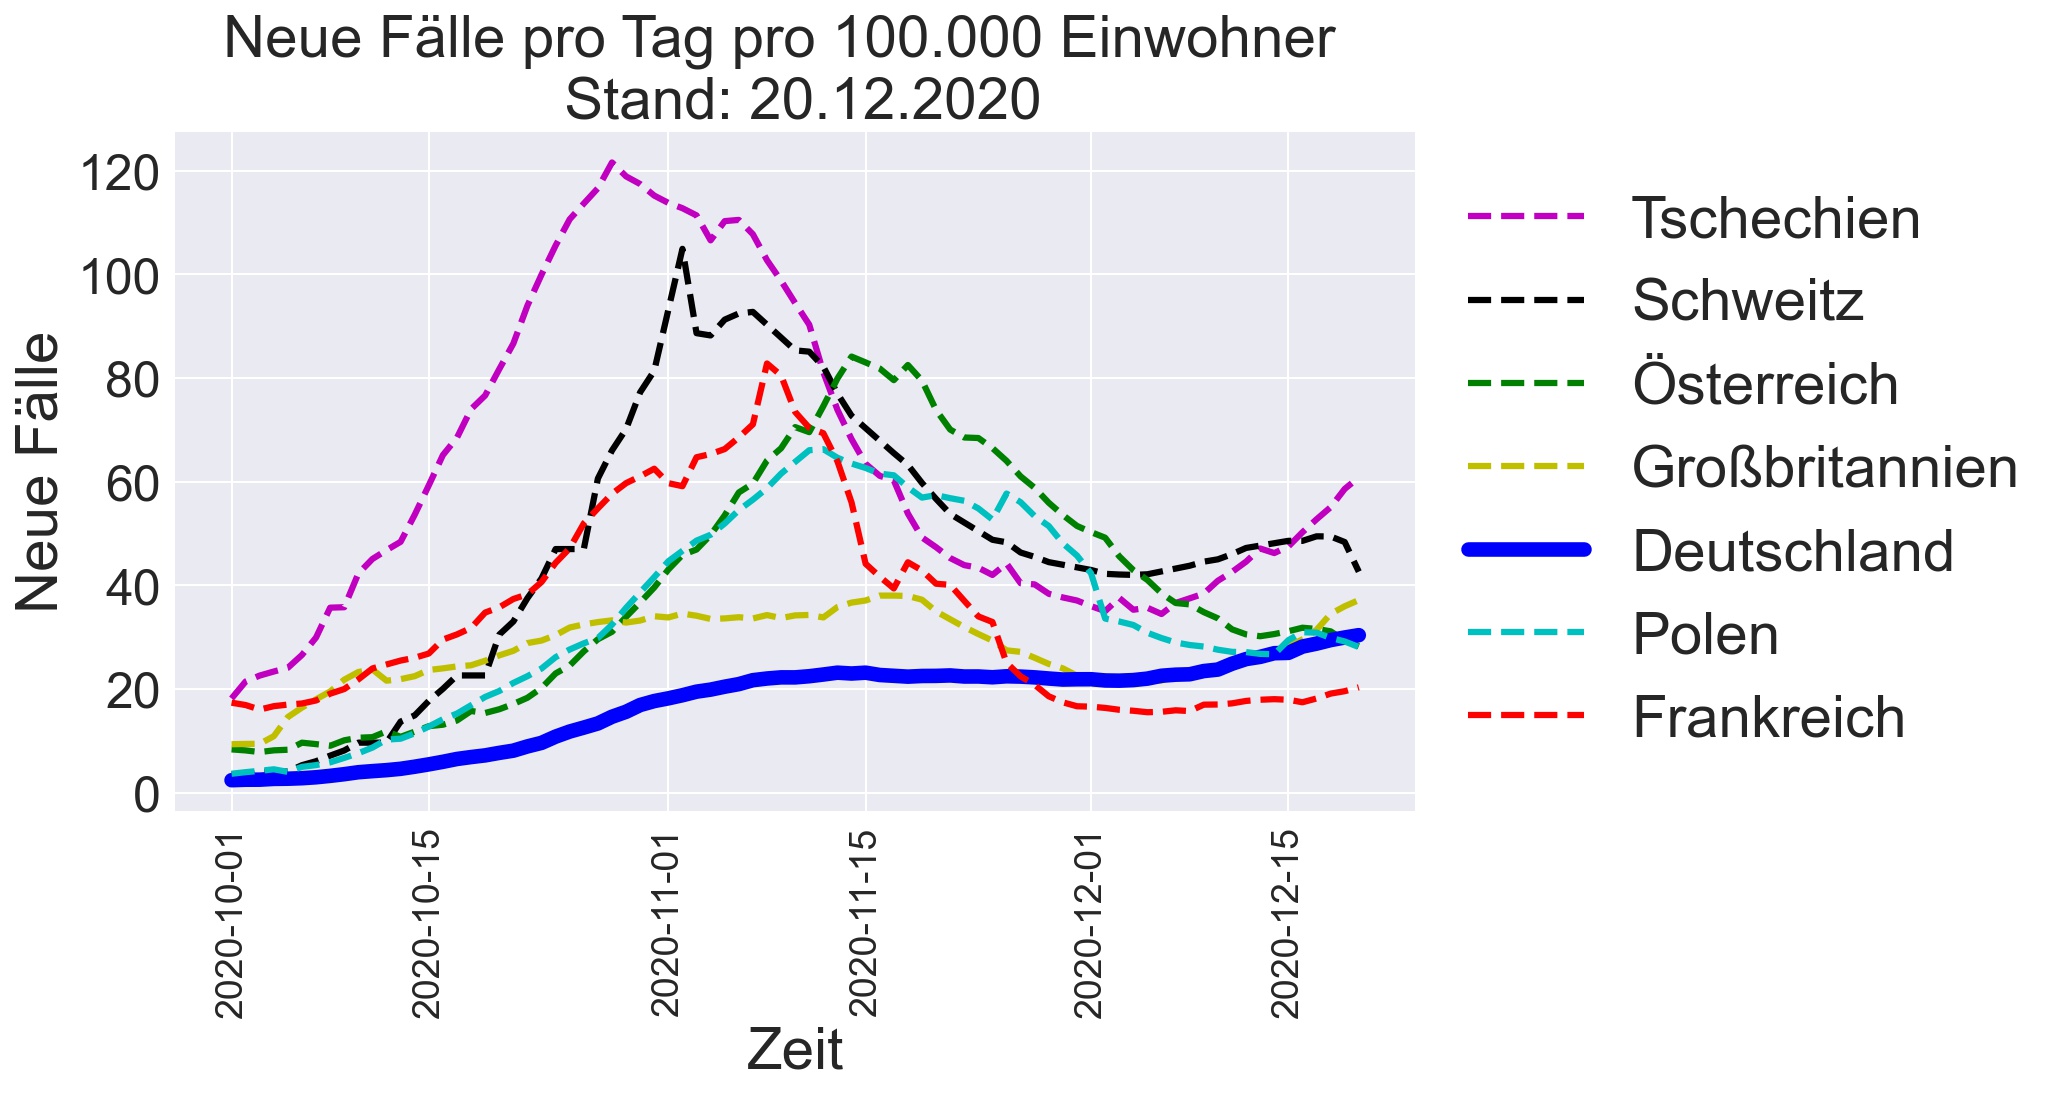 Neue Fälle pro Tag pro 100.000 Einwohner
Stand: 20.12.2020
Neue Fälle
120
100
80
60
40
20
0
2020-10-01
2020-10-15
2020-11-01
2020-11-15
2020-12-01
2020-12-15
Zeit
Tschechien
Schweitz
Österreich
Großbritannien
Deutschland
Polen
Frankreich